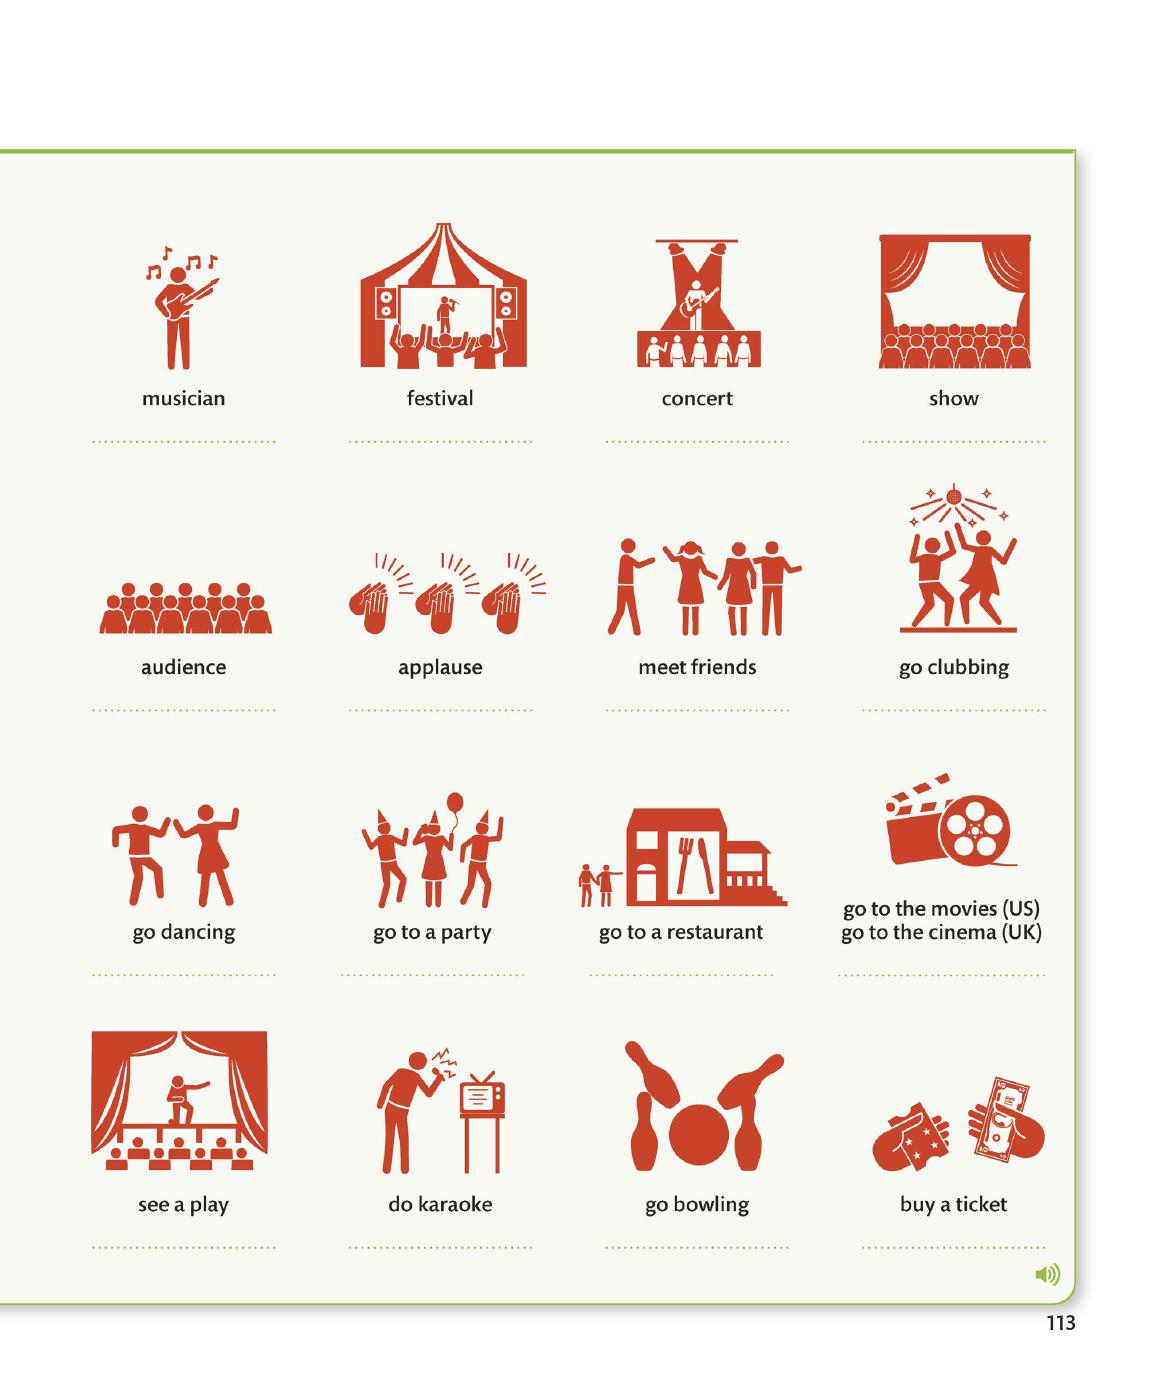 musician
festival
concert
show
audience
applause
meet friends
go clubbing
go dancing
go to a party
go to a restaurant
go to the movies (US)
go to the cinema (UK)
see a play
do karaoke
go bowling
buy a ticket
113